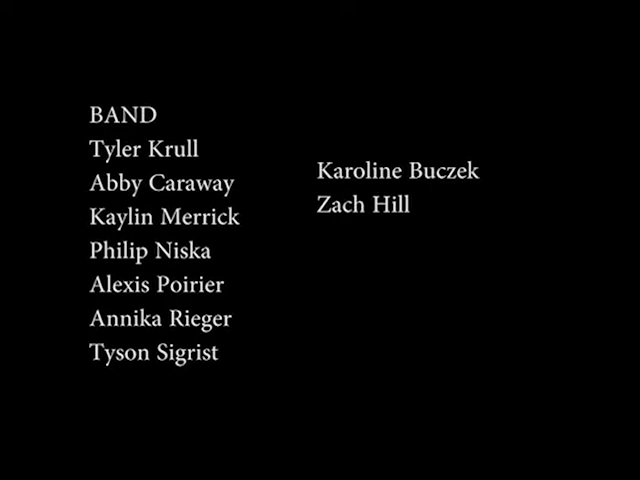 BAND
Tyler Krull
Abby Caraway
Kaylin Merrick
Philip Niska
Alexis Poirier
Annika Rieger
Tyson Sigrist
Karoline Buczek
Zach Hill